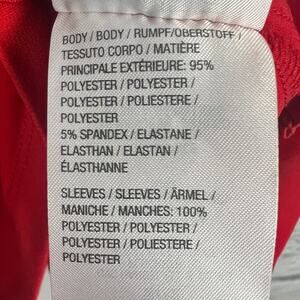 BODY / BODY / RUMPF/OBERSTOFF /
TESSUTO CORPO / MATIÈRE
PRINCIPALE EXTÉRIEURE: 95%
POLYESTER / POLYESTER /
POLYESTER / POLIESTERE /
POLYESTER
5% SPANDEX / ELASTANE /
ELASTHAN / ELASTAN /
ÉLASTHANNE
SLEEVES / SLEEVES / ÄRMEL /
MANICHE / MANCHES: 100%
POLYESTER / POLYESTER /
POLYESTER / POLIESTERE /
POLYESTER